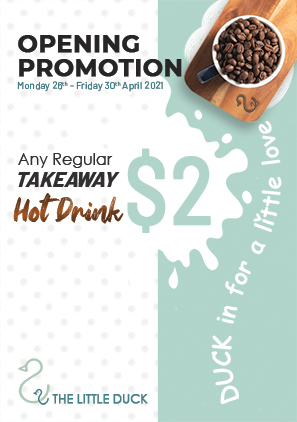 OPENING
PROMOTION
Monday 26th - Friday 30th April 2021
Any Regular
TAKEAWAY
Hot Drink
$2
DUCK in for a little love
THE LITTLE DUCK